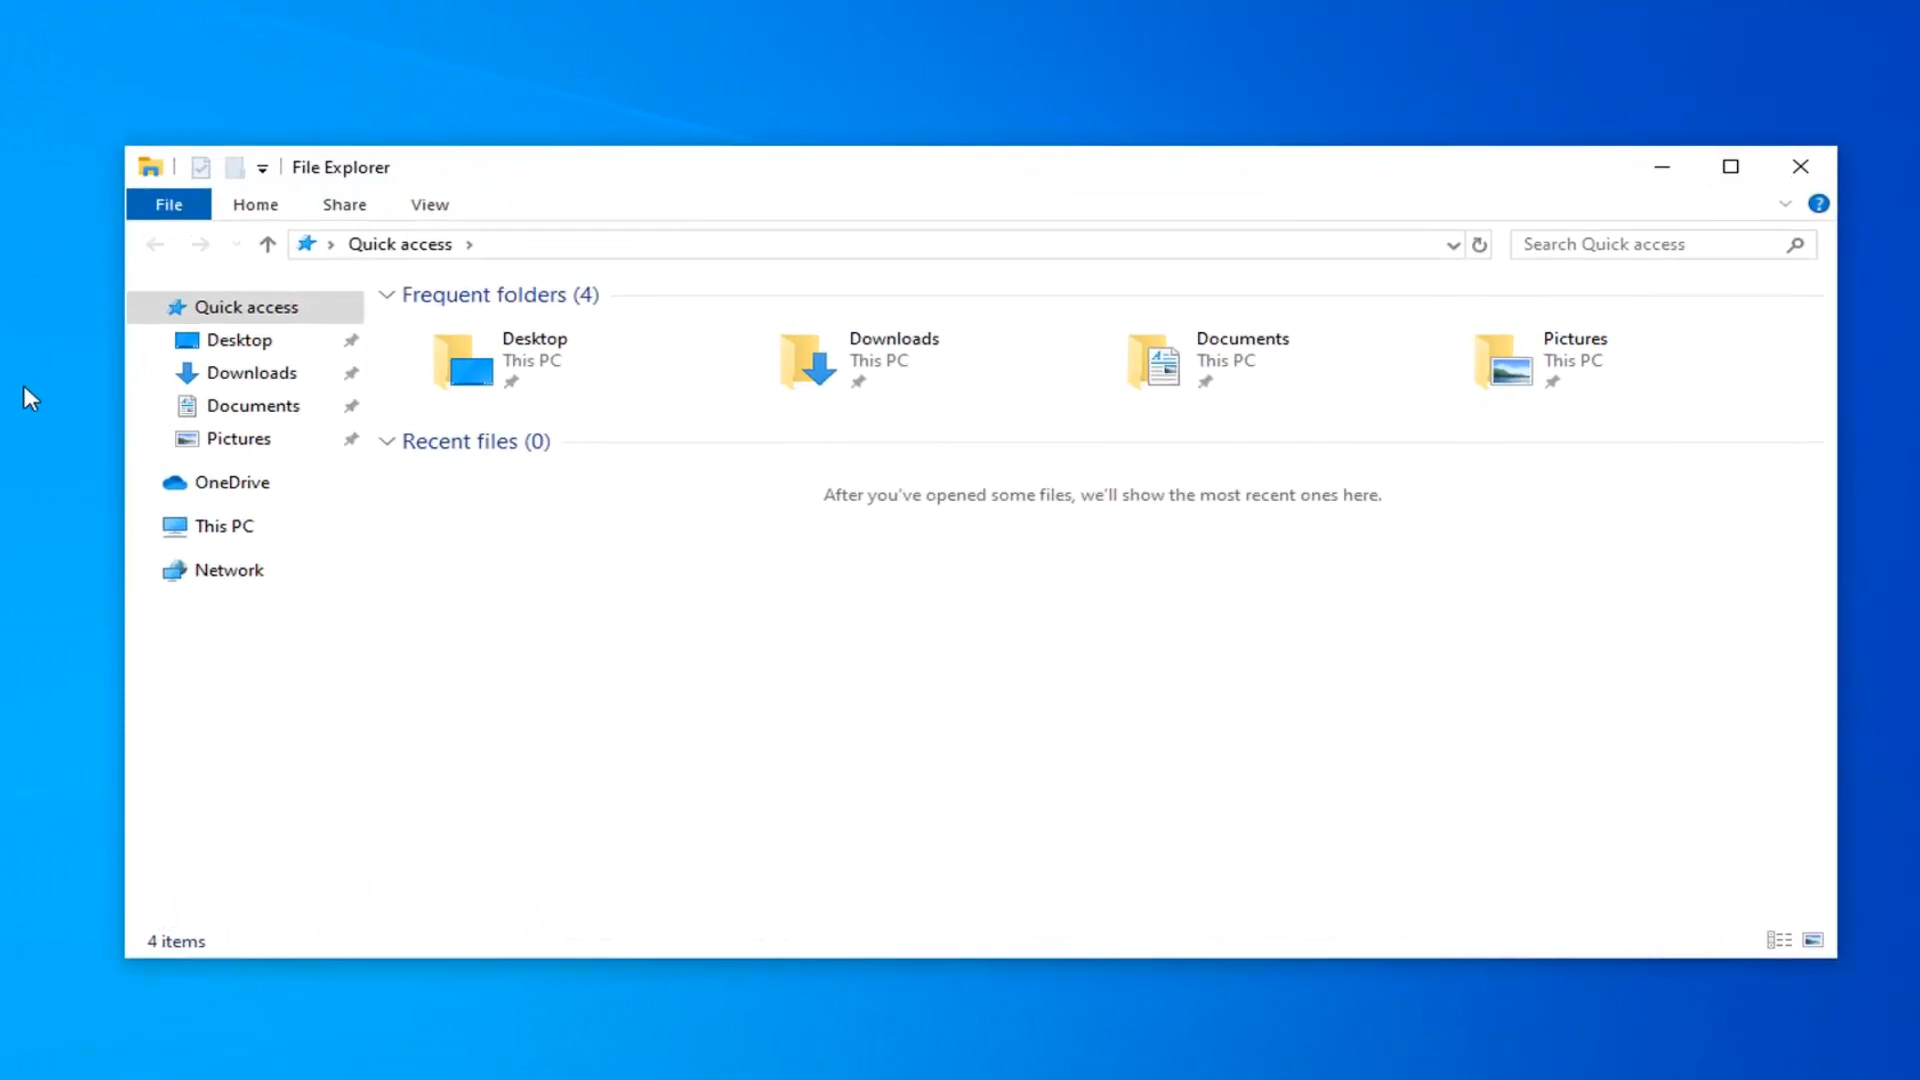 File Explorer
File Home Share View
Quick access Search Quick access
Quick access
Desktop
Downloads
Documents
Pictures
OneDrive
This PC
Network
Frequent folders (4)
Desktop
This PC
Downloads
This PC
Documents
This PC
Pictures
This PC
Recent files (0)
After you've opened some files, we'll show the most recent ones here.
4 items